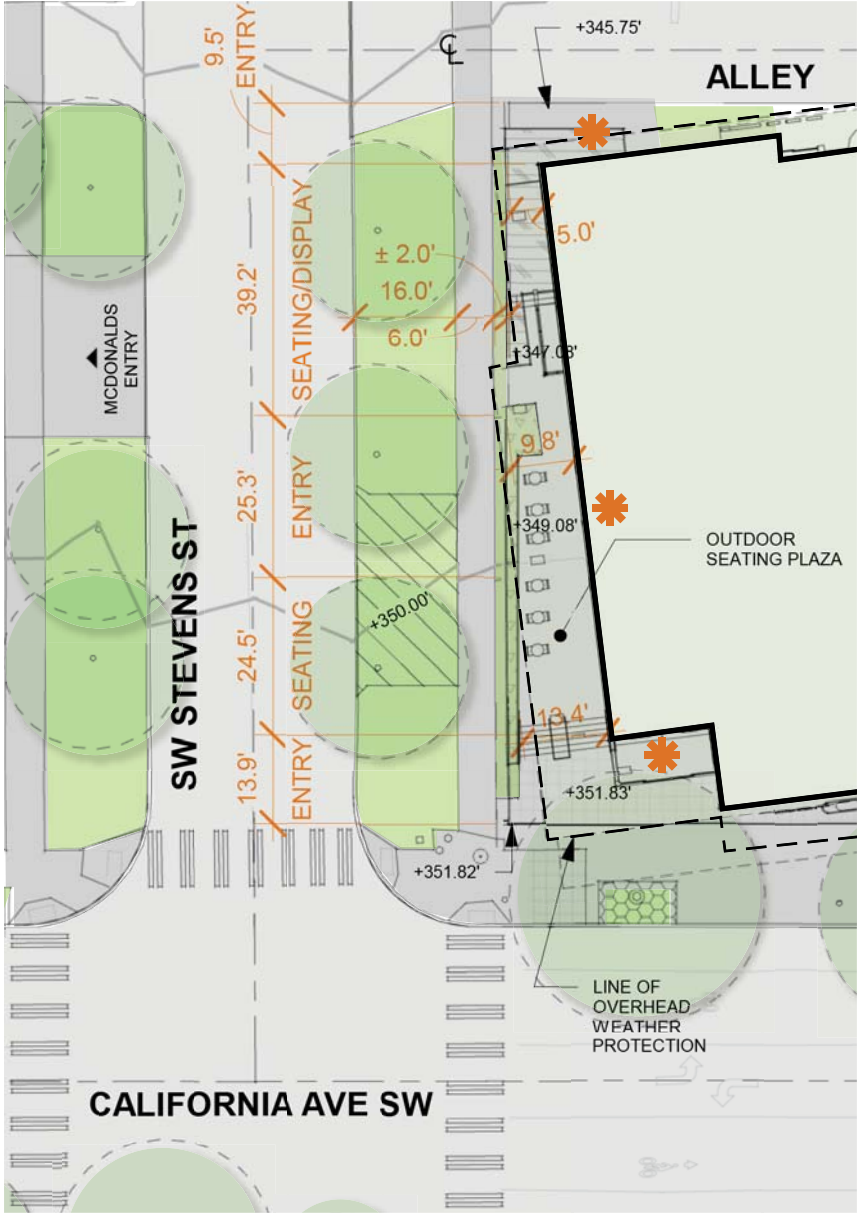 +345.75'
9.5'
ENTRY
℄
ALLEY
SEATING/DISPLAY
39.2'
5.0'
± 2.0'
16.0'
6.0'
MCDONALDS
ENTRY
+347.08'
9.8'
25.3'
ENTRY
+349.08'
OUTDOOR
SEATING PLAZA
SW STEVENS ST
+350.00'
24.5'
SEATING
13.4'
13.9'
ENTRY
+351.83'
+351.82'
LINE OF
OVERHEAD
WEATHER
PROTECTION
CALIFORNIA AVE SW